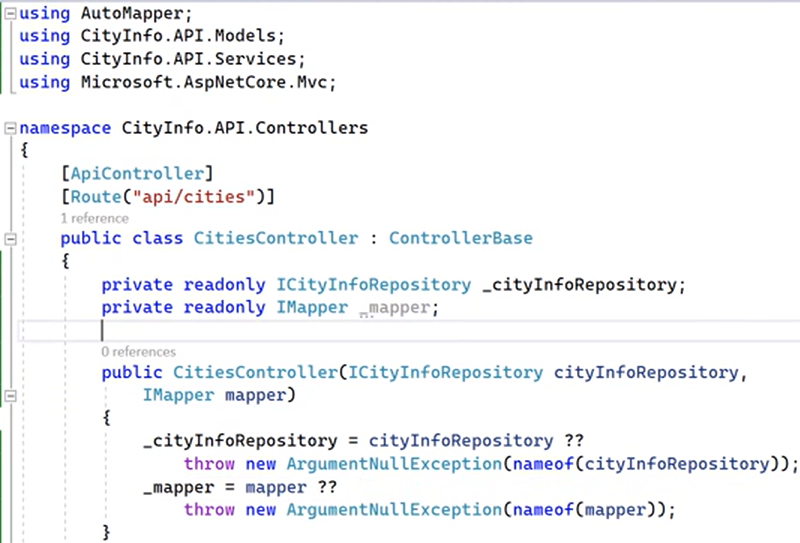 using AutoMapper;
using CityInfo.API.Models;
using CityInfo.API.Services;
using Microsoft.AspNetCore.Mvc;
namespace CityInfo.API.Controllers
{
[ApiController]
[Route("api/cities")]
1 reference
public class CitiesController : ControllerBase
{
private readonly ICityInfoRepository _cityInfoRepository;
private readonly IMapper _mapper;
0 references
public CitiesController(ICityInfoRepository cityInfoRepository,
IMapper mapper)
{
_cityInfoRepository = cityInfoRepository ??
throw new ArgumentNullException(nameof(cityInfoRepository));
_mapper = mapper ??
throw new ArgumentNullException(nameof(mapper));
}